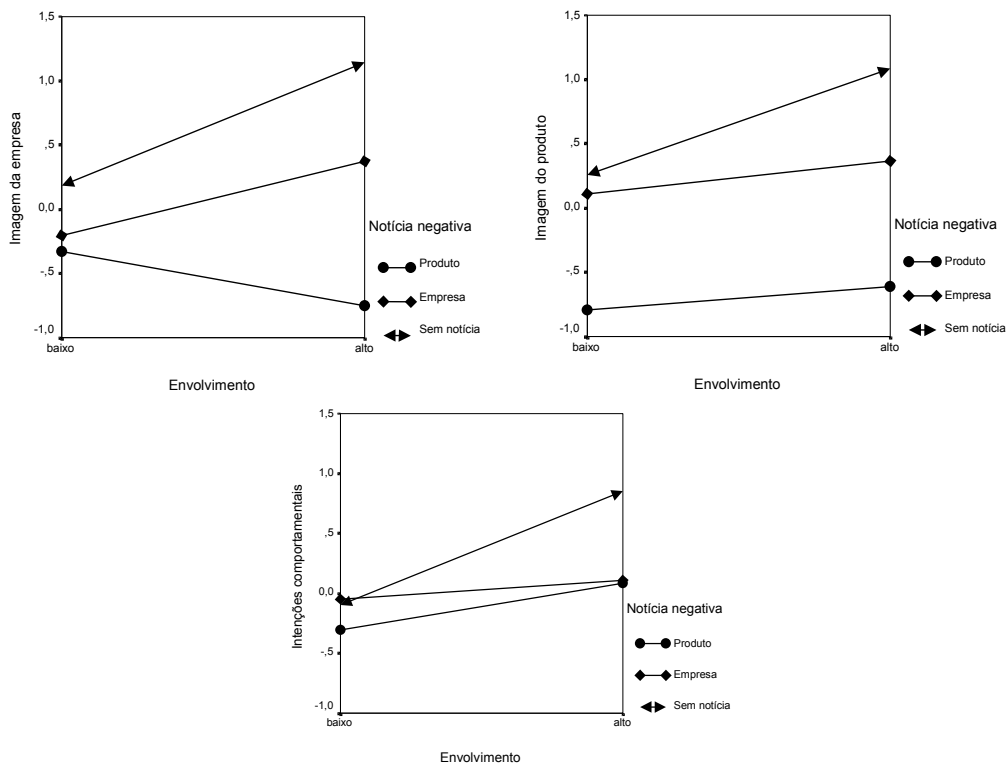 1,5
1,0
,5
0,0
-,5
-1,0
Imagem da empresa
baixo
alto
Envolvimento
Notícia negativa
Produto
Empresa
Sem notícia
1,5
1,0
,5
0,0
-,5
-1,0
Imagem do produto
baixo
alto
Envolvimento
Notícia negativa
Produto
Empresa
Sem notícia
1,5
1,0
,5
0,0
-,5
-1,0
Intenções comportamentais
baixo
alto
Envolvimento
Notícia negativa
Produto
Empresa
Sem notícia